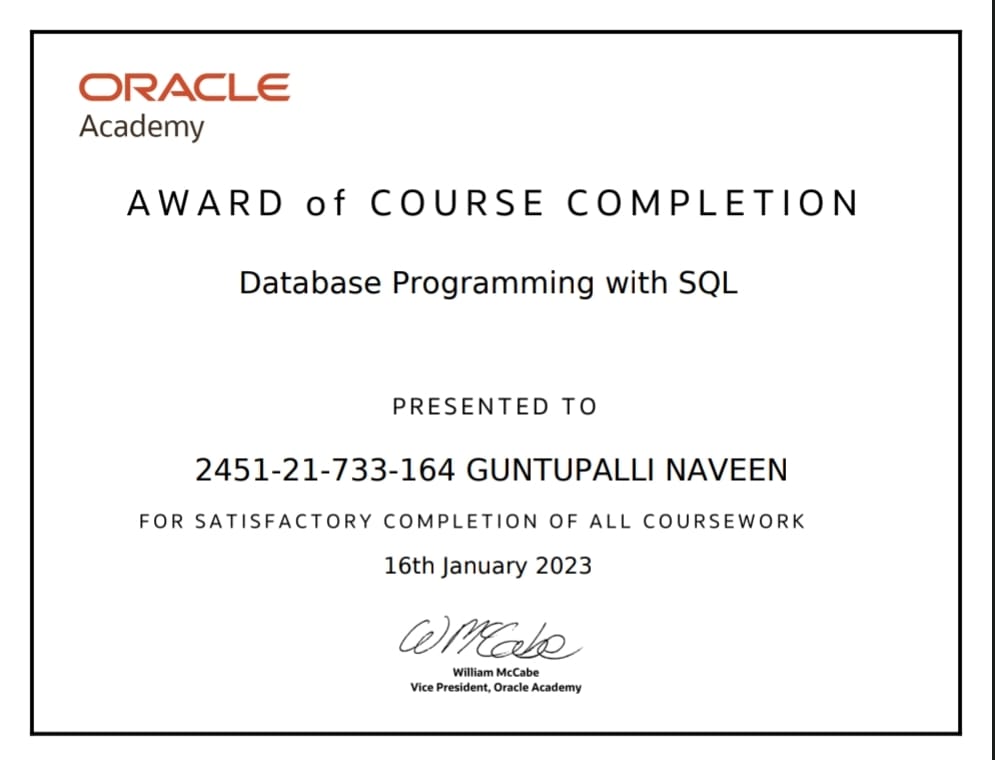 ORACLE
Academy
AWARD of COURSE COMPLETION
Database Programming with SQL
PRESENTED TO
2451-21-733-164 GUNTUPALLI NAVEEN
FOR SATISFACTORY COMPLETION OF ALL COURSEWORK
16th January 2023
WMcCabe
William McCabe
Vice President, Oracle Academy